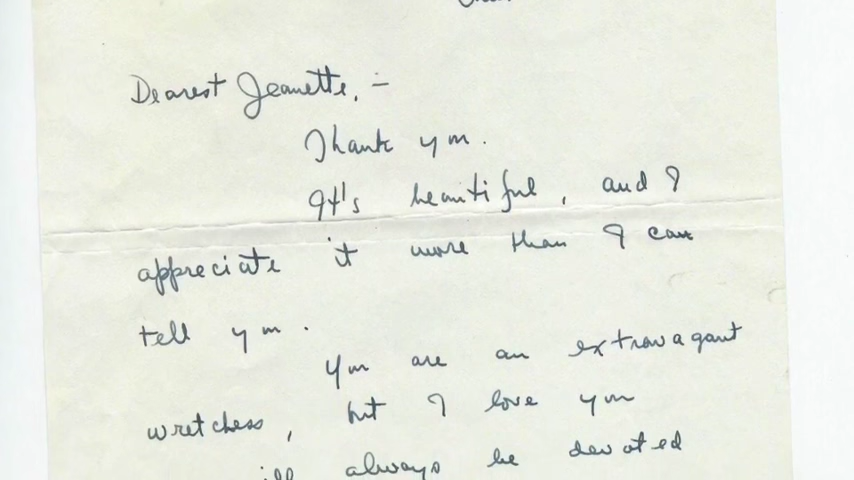 Dearest Jeanette, –
Thank you.
It's beautiful, and I
appreciate it more than I can
tell you.
You are an extravagant
wretchess, but I love you
always be devoted